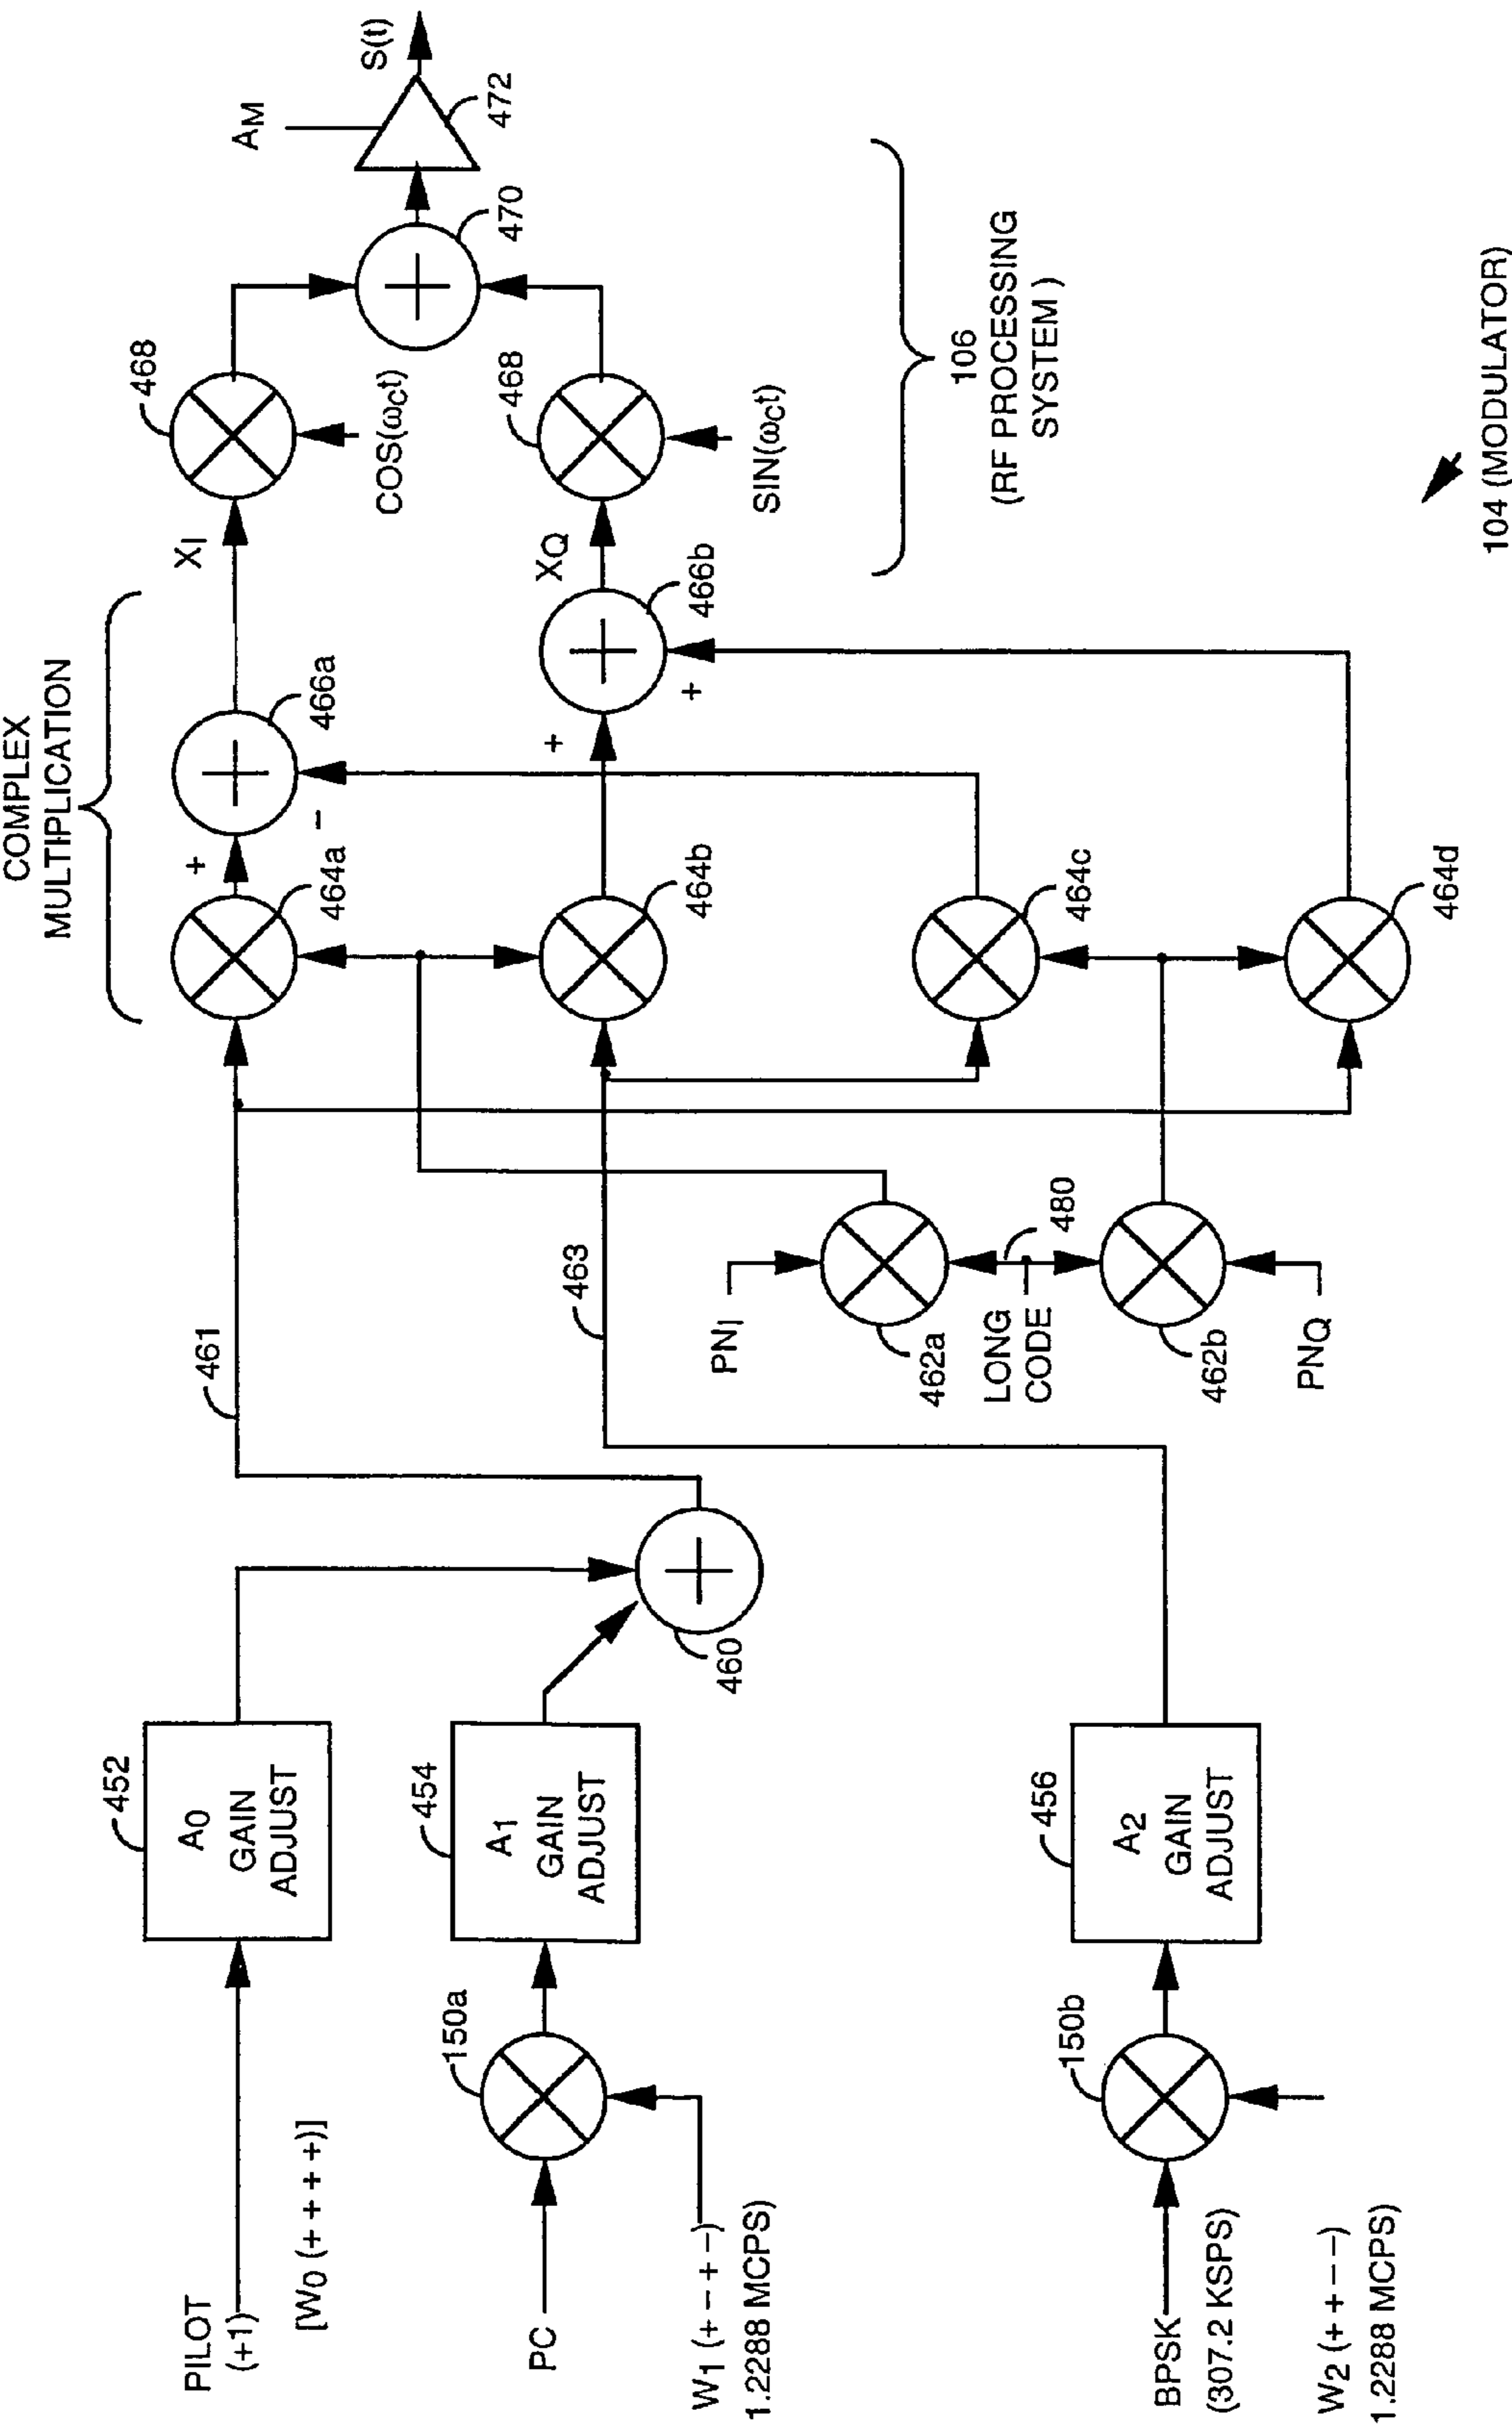 PILOT
(+1)
[W0 (+ + + +)]
452
A0
GAIN
ADJUST
PC
150a
W1 (+ − + −)
1.2288 MCPS
454
A1
GAIN
ADJUST
460
BPSK
(307.2 KSPS)
150b
W2 (+ + − −)
1.2288 MCPS
456
A2
GAIN
ADJUST
461
463
PNI
462a
LONG
CODE
480
462b
PNQ
COMPLEX
MULTIPLICATION
464a
+
−
466a
XI
464b
+
+
466b
XQ
464c
464d
468
COS(ωct)
468
SIN(ωct)
470
AM
472
S(t)
106
(RF PROCESSING
SYSTEM )
104 (MODULATOR)